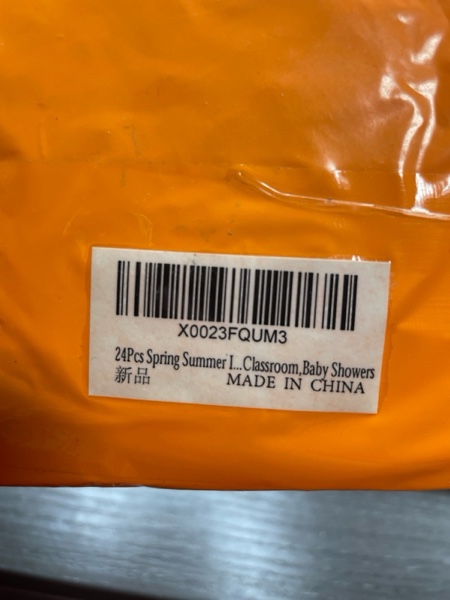 X0023FQUM3
24Pcs Spring Summer I...Classroom,Baby Showers
新品
MADE IN CHINA